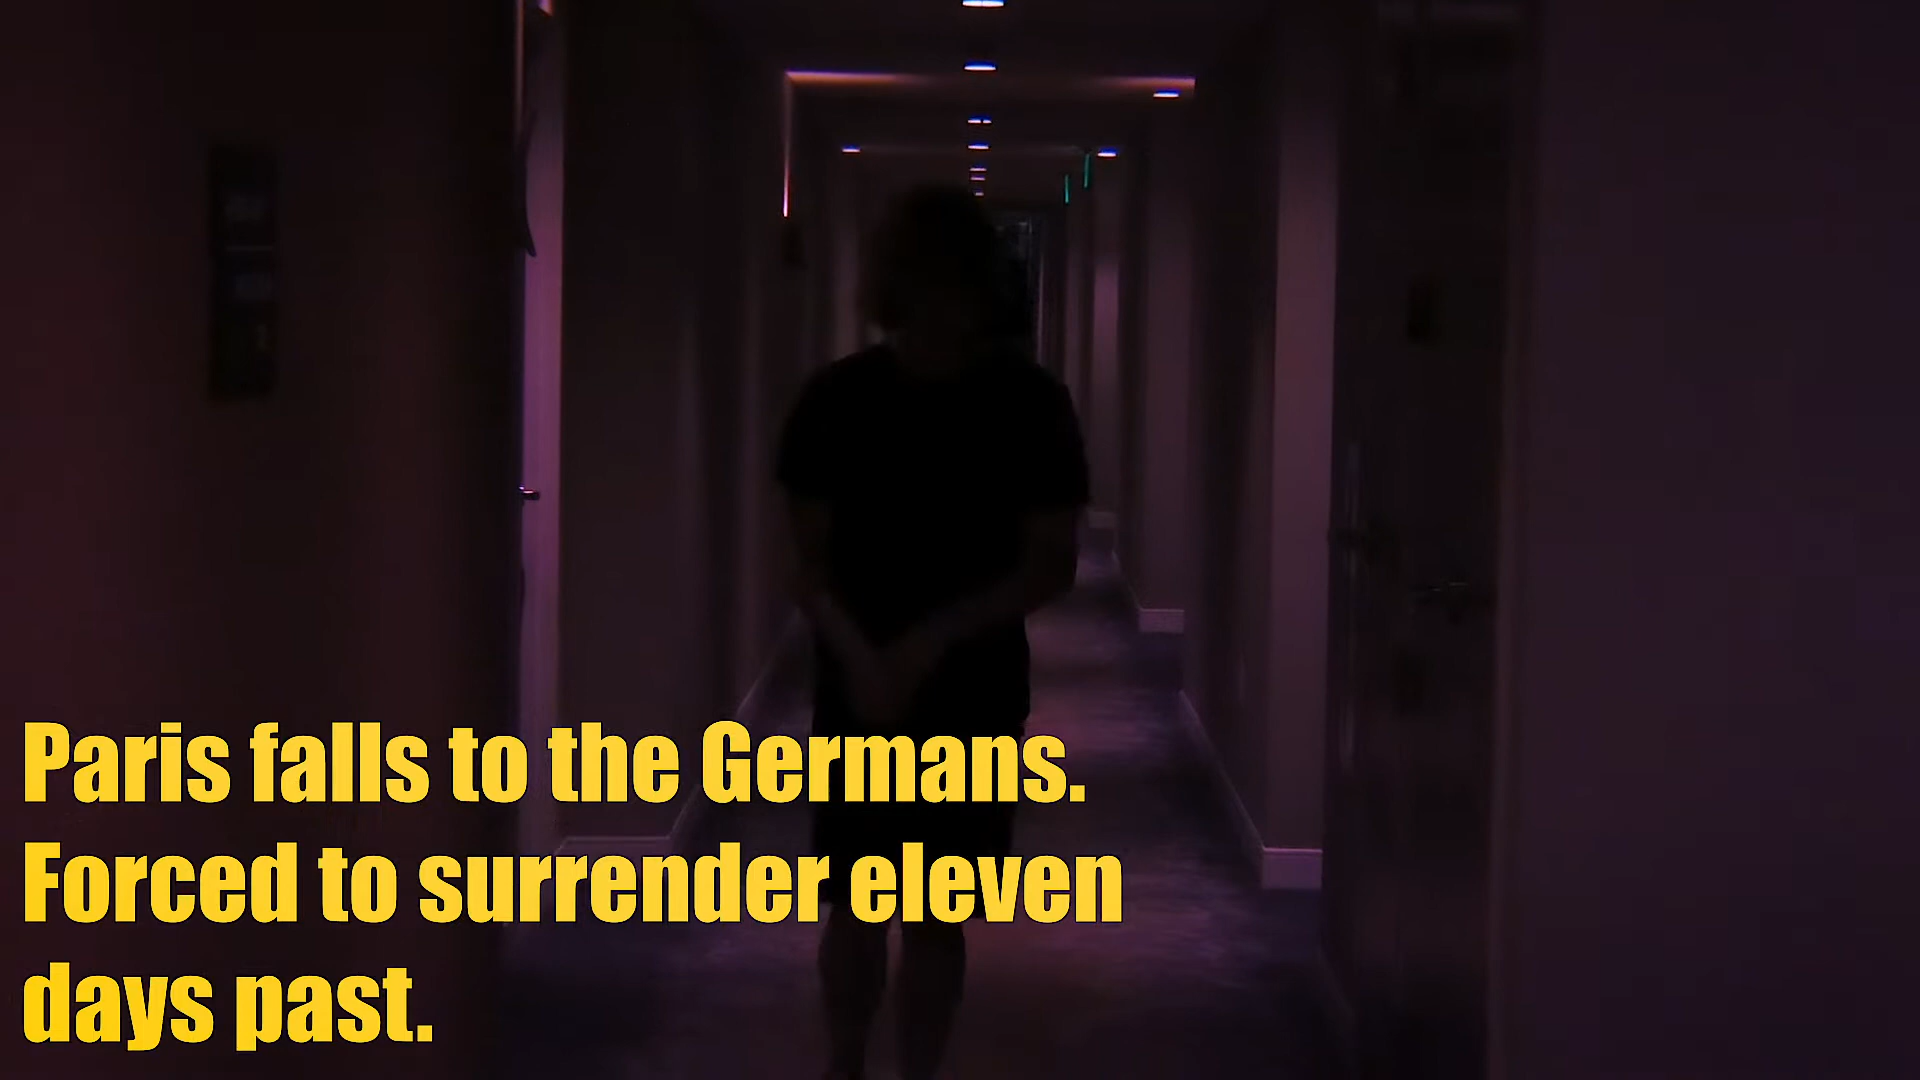 Paris falls to the Germans.
Forced to surrender eleven
days past.